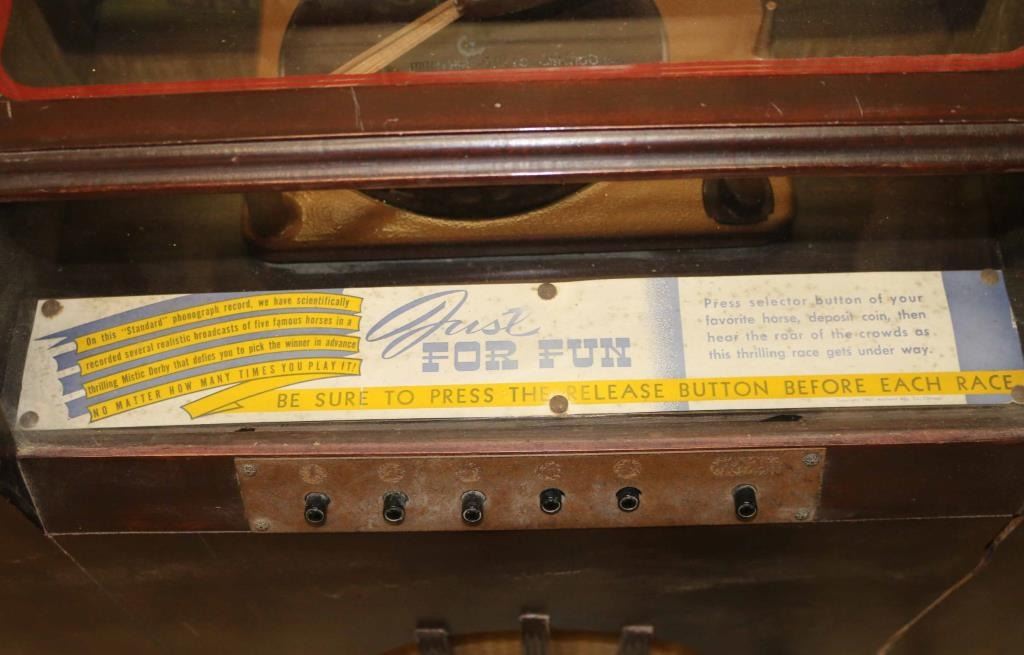 On this "Standard" phonograph record, we have scientifically
recorded several realistic broadcasts of five famous horses in a
thrilling Mistic Derby that defies you to pick the winner in advance
NO MATTER HOW MANY TIMES YOU PLAY IT!
Just
FOR FUN
Press selector button of your
favorite horse, deposit coin, then
hear the roar of the crowds as
this thrilling race gets under way.
BE SURE TO PRESS THE RELEASE BUTTON BEFORE EACH RACE